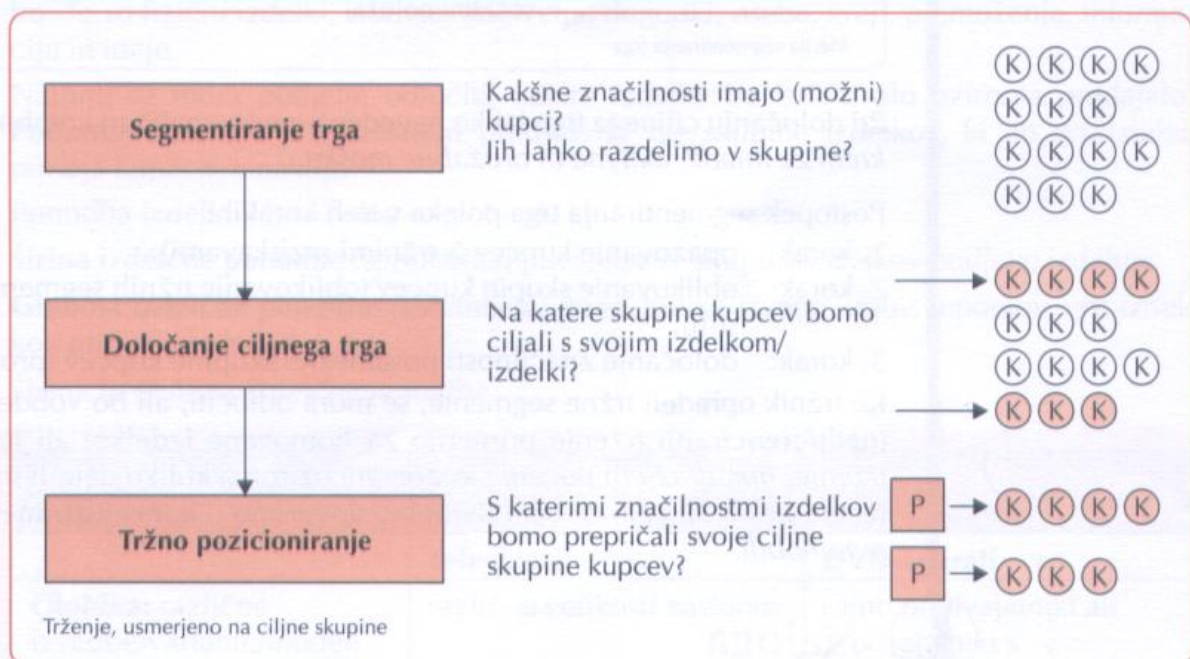 Segmentiranje trga
Kakšne značilnosti imajo (možni)
kupci?
Jih lahko razdelimo v skupine?
K K K K
K K K
K K K K
K K K
Določanje ciljnega trga
Na katere skupine kupcev bomo
ciljali s svojim izdelkom/
izdelki?
K K K K
K K K
K K K K
K K K
Tržno pozicioniranje
S katerimi značilnostmi izdelkov
bomo prepričali svoje ciljne
skupine kupcev?
P K K K K
P K K K
Trženje, usmerjeno na ciljne skupine